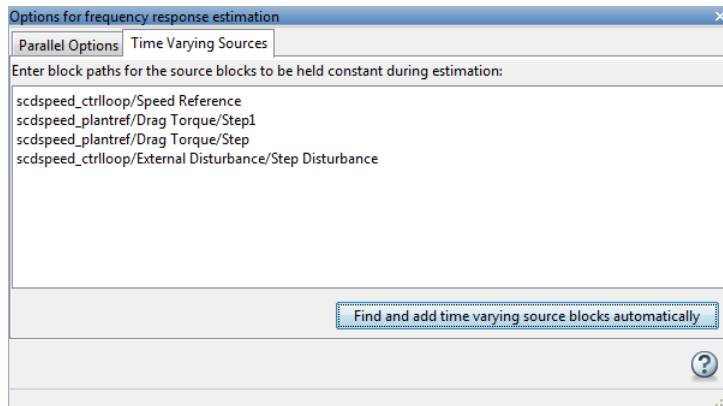 Options for frequency response estimation
Parallel Options Time Varying Sources
Enter block paths for the source blocks to be held constant during estimation:
scdspeed_ctrlloop/Speed Reference
scdspeed_plantref/Drag Torque/Step1
scdspeed_plantref/Drag Torque/Step
scdspeed_ctrlloop/External Disturbance/Step Disturbance
Find and add time varying source blocks automatically
?